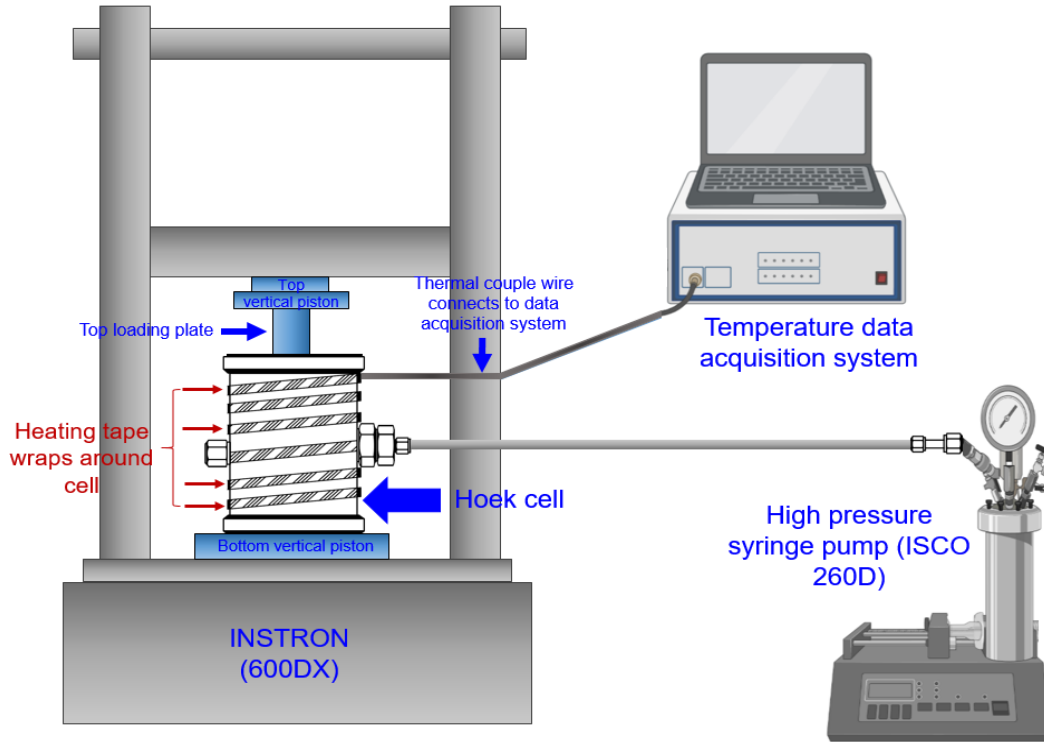 Top
vertical piston
Top loading plate
Thermal couple wire
connects to data
acquisition system
Temperature data
acquisition system
Heating tape
wraps around
cell
Hoek cell
High pressure
syringe pump (ISCO
260D)
Bottom vertical piston
INSTRON
(600DX)